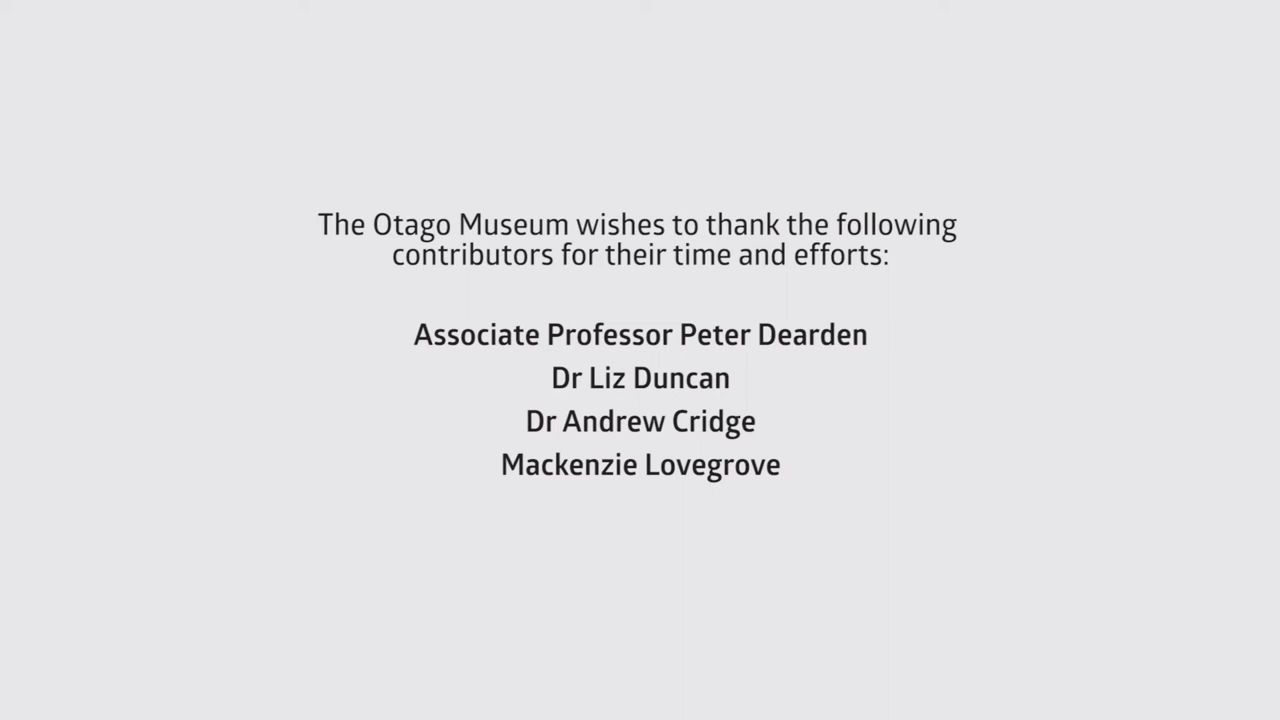 The Otago Museum wishes to thank the following
contributors for their time and efforts:
Associate Professor Peter Dearden
Dr Liz Duncan
Dr Andrew Cridge
Mackenzie Lovegrove